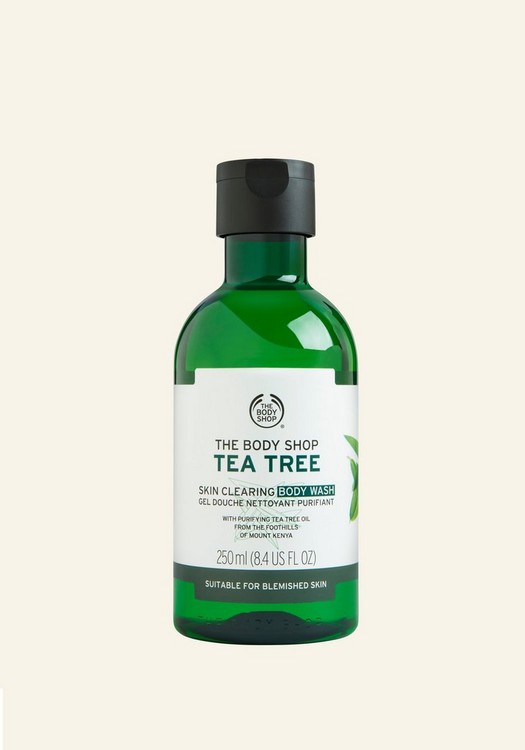 THE
BODY
SHOP
®
THE BODY SHOP
TEA TREE
SKIN CLEARING BODY WASH
GEL DOUCHE NETTOYANT PURIFIANT
WITH PURIFYING TEA TREE OIL
FROM THE FOOTHILLS
OF MOUNT KENYA
250 ml (8.4 US FL OZ)
SUITABLE FOR BLEMISHED SKIN